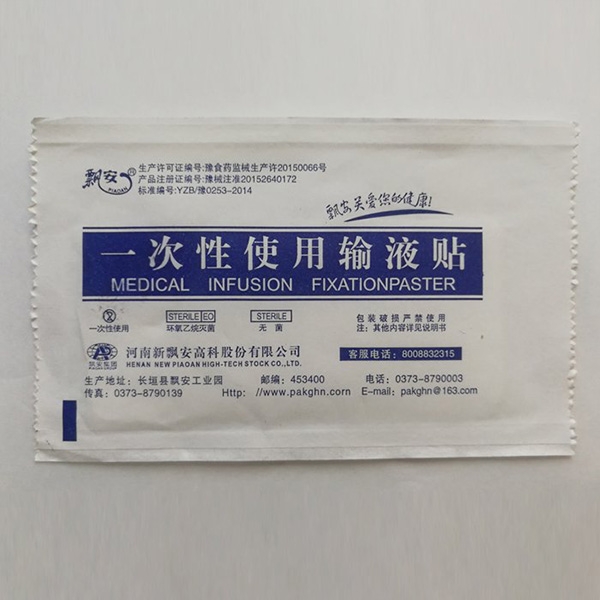 飘安®
PIAOAN
生产许可证编号:豫食药监械生产许20150066号
产品注册证编号:豫械注准20152640172
标准编号:YZB/豫0253-2014
飘安关爱您的健康!
一次性使用输液贴
MEDICAL INFUSION FIXATIONPASTER
一次性使用
STERILE EO
环氧乙烷灭菌
STERILE
无菌
包装破损严禁使用
注: 其他内容详见说明书
飘安集团
河南新飘安高科股份有限公司
HENAN NEW PIAOAN HIGH-TECH STOCK CO.,LTD.
客服电话: 8008832315
生产地址: 长垣县飘安工业园 邮编: 453400 电话: 0373-8790003
传真: 0373-8790139 Http: //www.pakghn.corn E-mail: pakghn@163.com